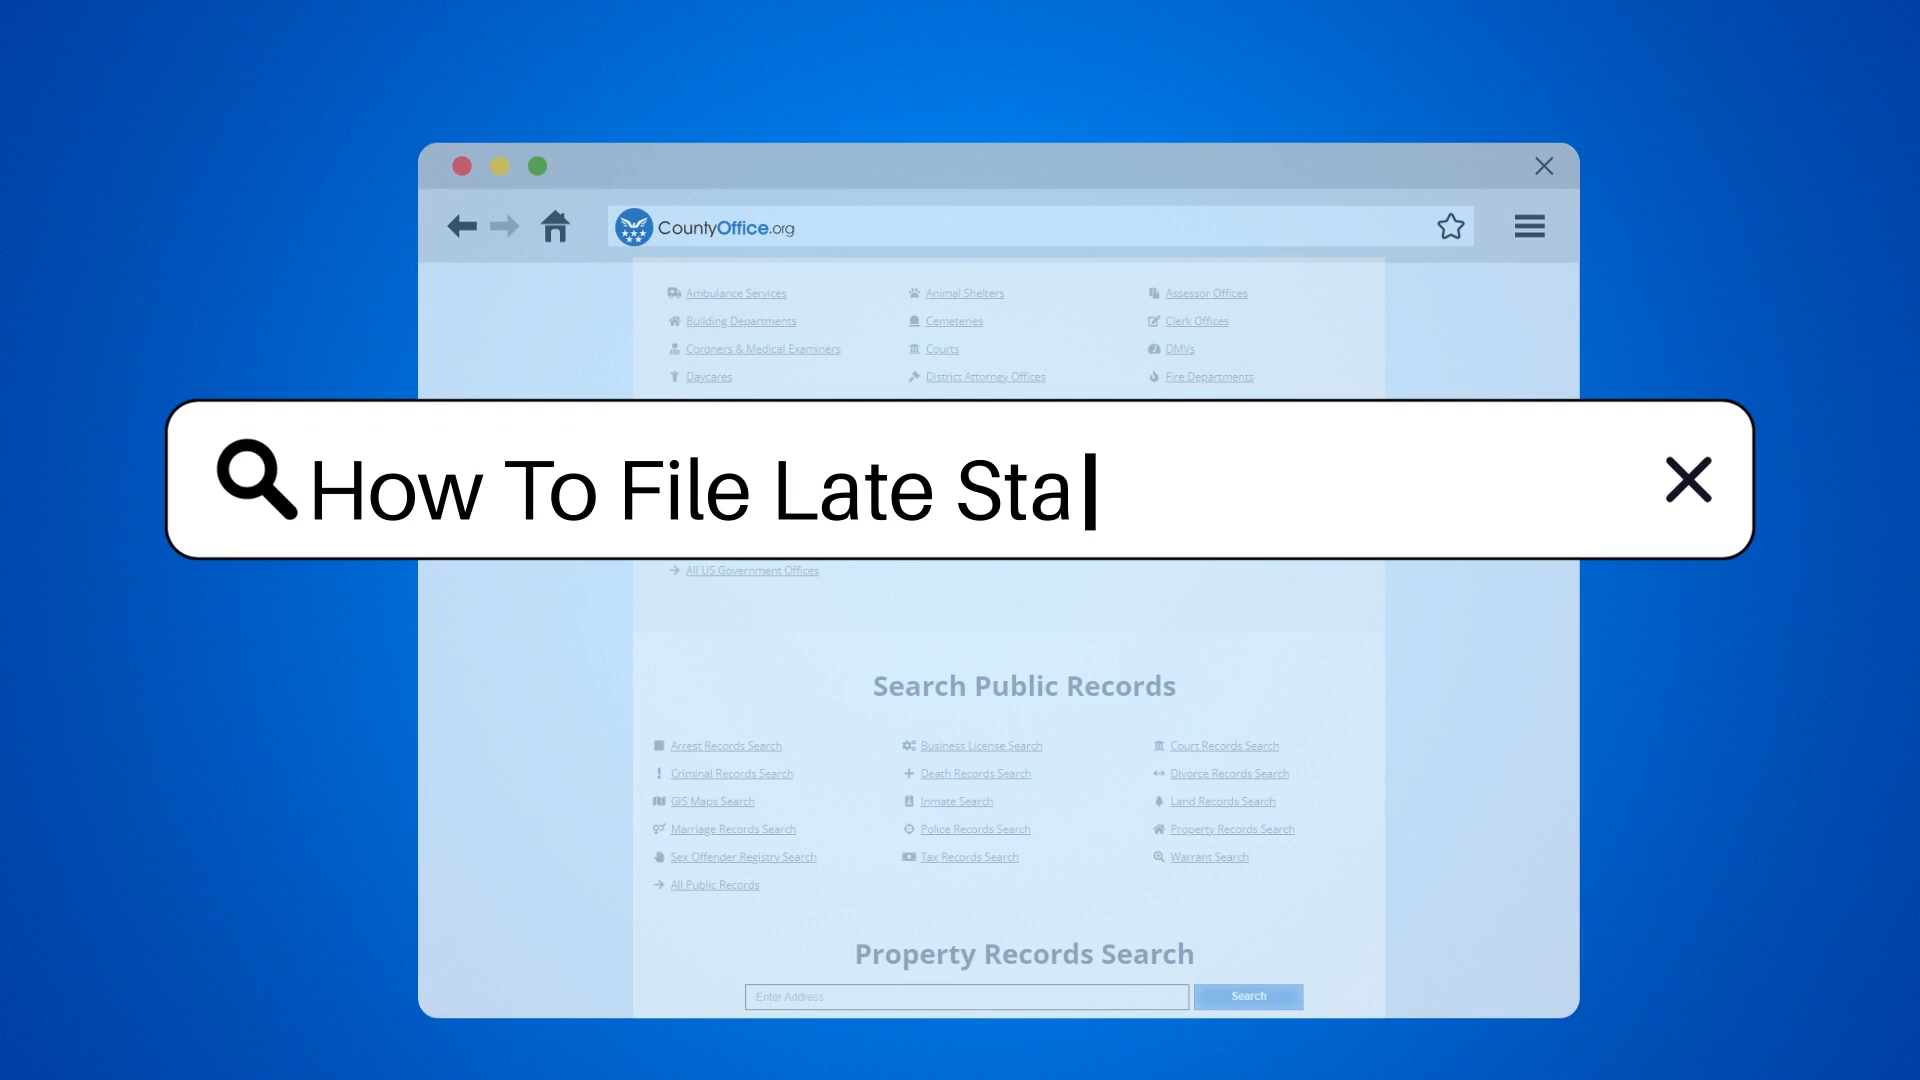 CountyOffice.org
Ambulance Services Animal Shelters Assessor Offices
Building Departments Cemeteries Clerk Offices
Coroners & Medical Examiners Courts DMVs
Daycares District Attorney Offices Fire Departments
How To File Late Sta
All US Government Offices
Search Public Records
Arrest Records Search Business License Search Court Records Search
Criminal Records Search Death Records Search Divorce Records Search
GIS Maps Search Inmate Search Land Records Search
Marriage Records Search Police Records Search Property Records Search
Sex Offender Registry Search Tax Records Search Warrant Search
All Public Records
Property Records Search
Enter Address Search